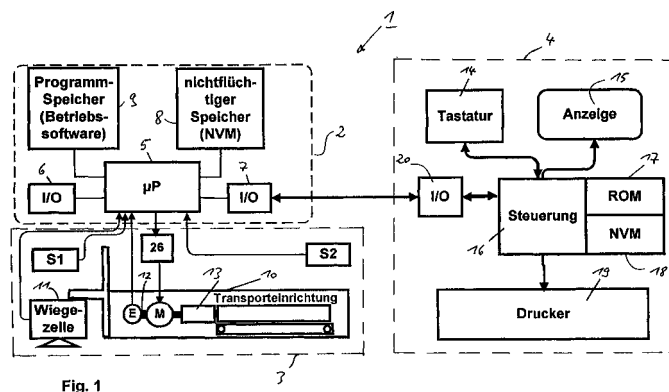 1
4
Programm-
Speicher
(Betriebs-
software)
9
nichtflüch-
tiger
Speicher
(NVM)
8
2
14
Tastatur
15
Anzeige
5
µP
6
I/O
7
I/O
20
I/O
Steuerung
16
17
ROM
NVM
18
S1
26
S2
11
Wiege-
zelle
E
12
M
13
10
Transporteinrichtung
19
Drucker
3
Fig. 1